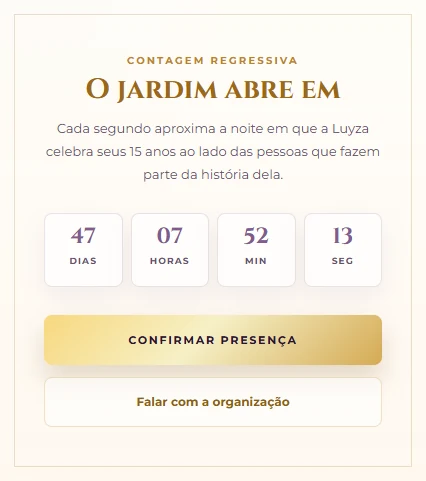 CONTAGEM REGRESSIVA
O JARDIM ABRE EM
Cada segundo aproxima a noite em que a Luyza
celebra seus 15 anos ao lado das pessoas que fazem
parte da história dela.
47 07 52 13
DIAS HORAS MIN SEG
CONFIRMAR PRESENÇA
Falar com a organização